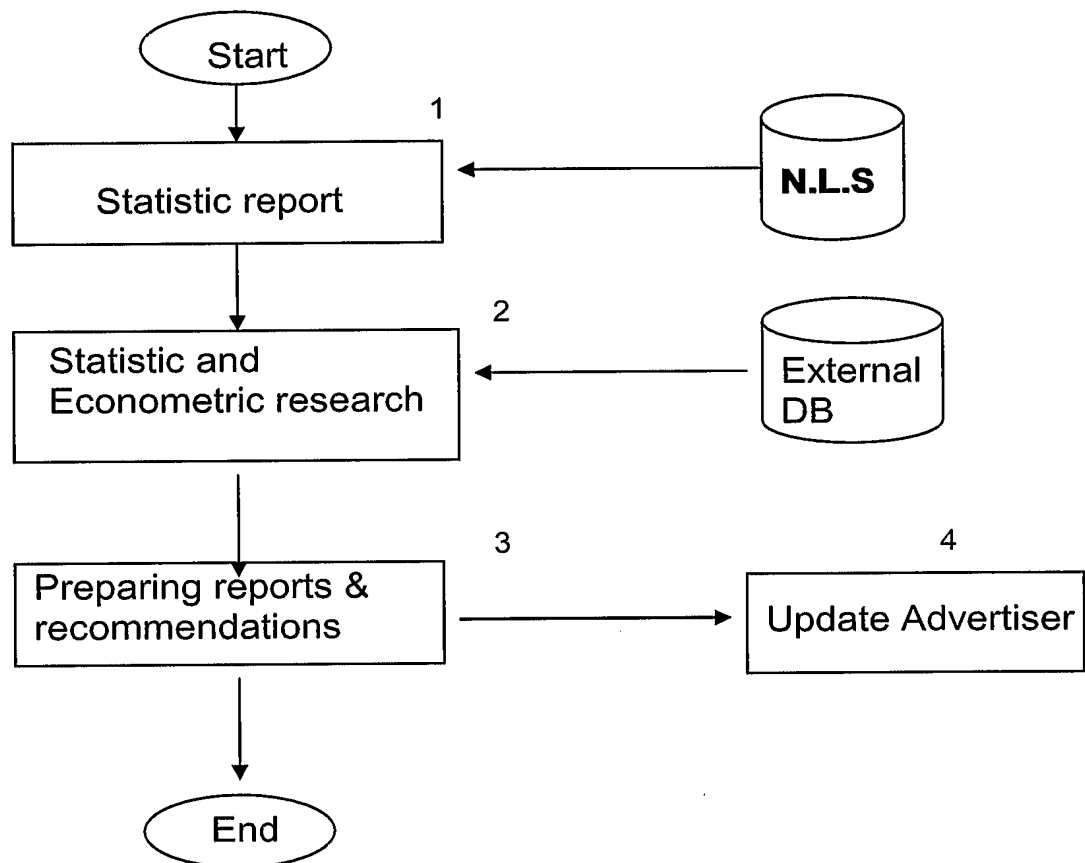 Start
1
Statistic report
N.L.S
2
Statistic and
Econometric research
External
DB
3
Preparing reports &
recommendations
4
Update Advertiser
End